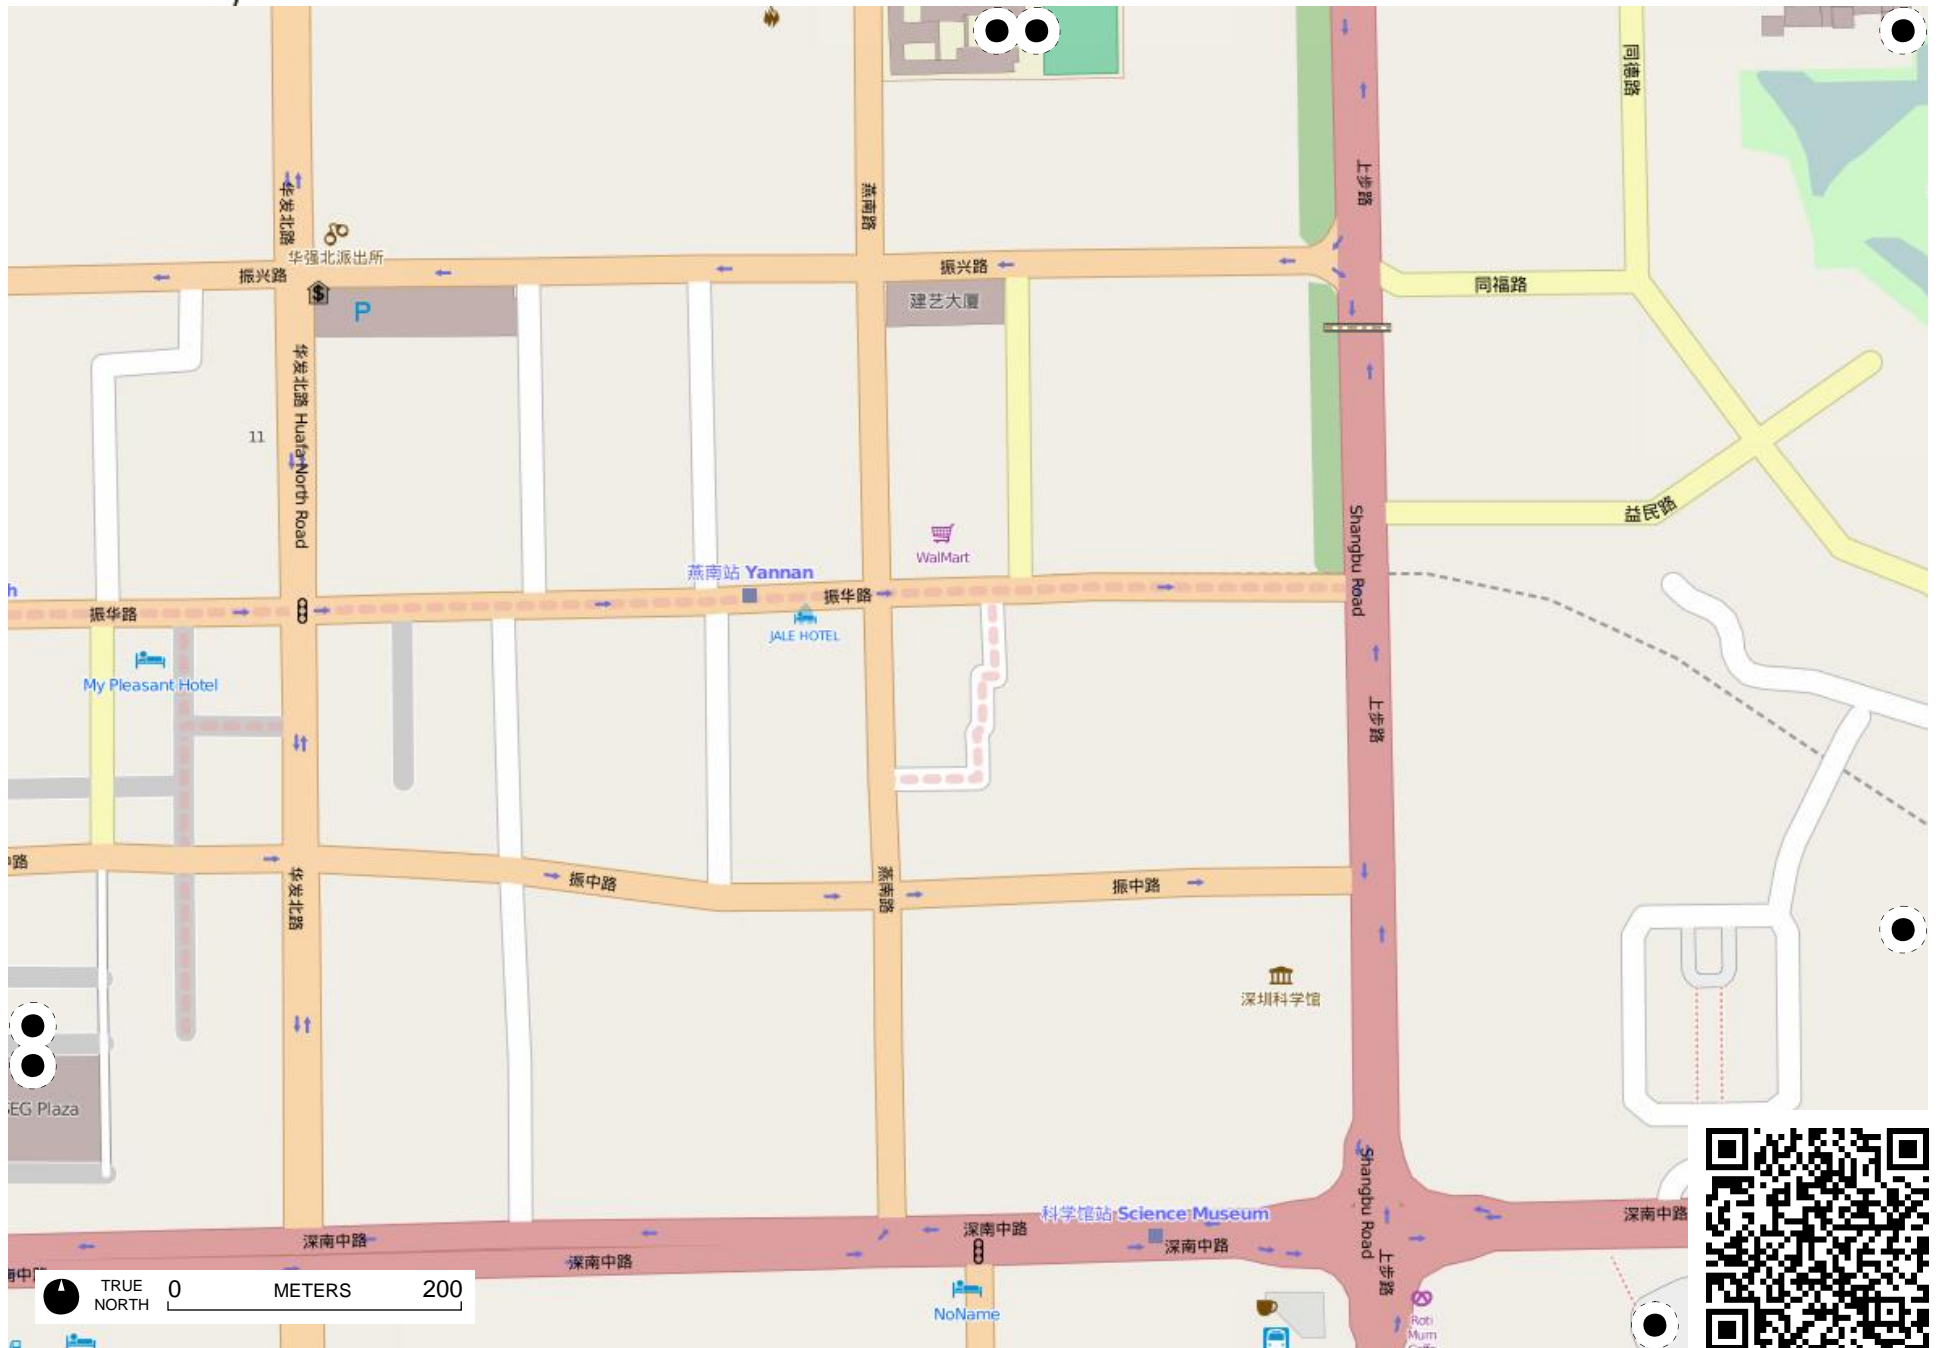 同德路
上步路
华发北路
燕南路
华强北派出所
振兴路
振兴路
同福路
$
P
建艺大厦
华发北路 Huafa North Road
11
益民路
Shangbu Road
WalMart
燕南站 Yannan
h
振华路
振华路
JALE HOTEL
My Pleasant Hotel
上步路
中路
华发北路
振中路
燕南路
振中路
深圳科学馆
SEG Plaza
Shangbu Road
科学馆站 Science Museum
深南中路
深南中路
深南中路
深南中路
深南中路
南中路
上步路
TRUE
NORTH
0 METERS 200
NoName
Roti
Mum